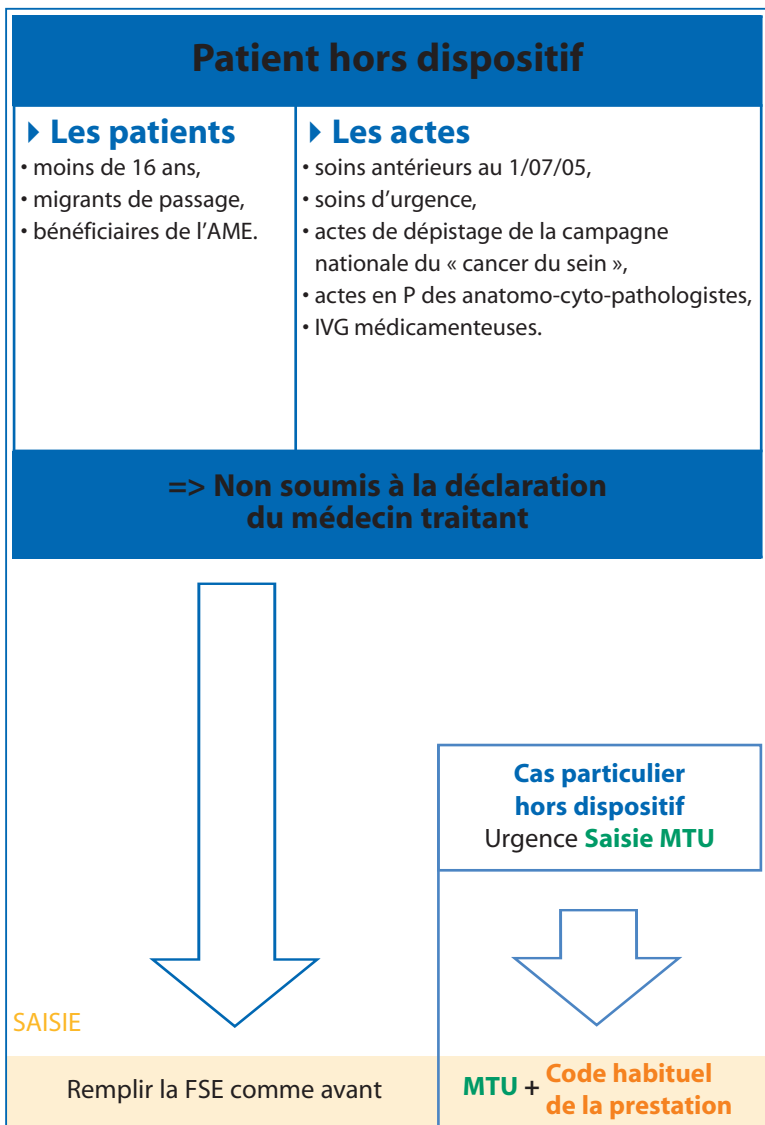 Patient hors dispositif
Les patients
• moins de 16 ans,
• migrants de passage,
• bénéficiaires de l’AME.
Les actes
• soins antérieurs au 1/07/05,
• soins d’urgence,
• actes de dépistage de la campagne
nationale du « cancer du sein »,
• actes en P des anatomo-cyto-pathologistes,
• IVG médicamenteuses.
=> Non soumis à la déclaration
du médecin traitant
Cas particulier
hors dispositif
Urgence Saisie MTU
SAISIE
Remplir la FSE comme avant
MTU + Code habituel
de la prestation